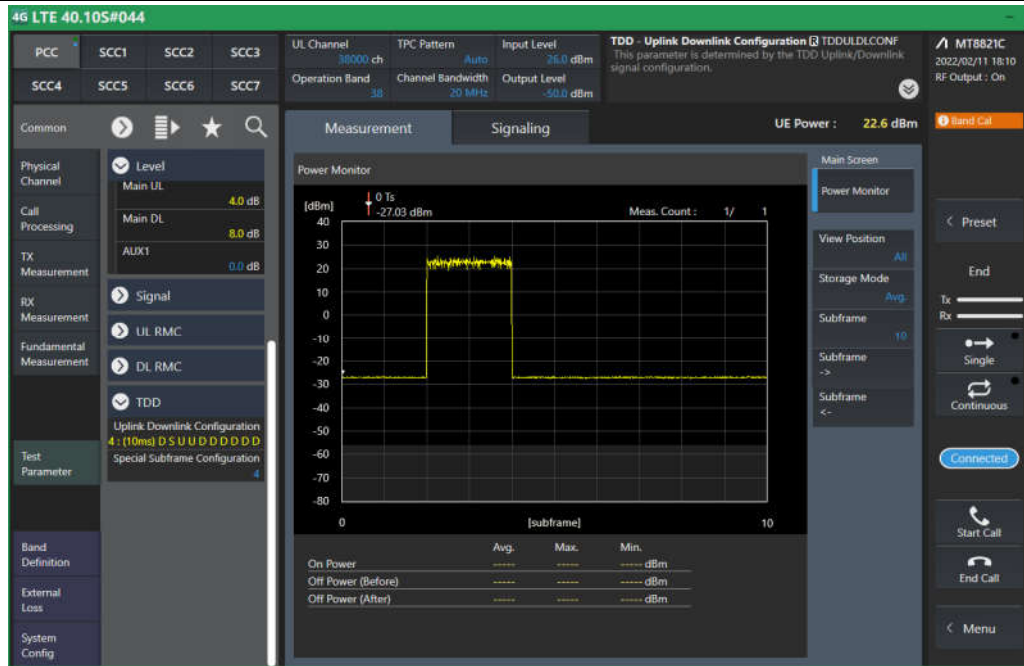 4G LTE 40.10S#044
PCC SCC1 SCC2 SCC3
SCC4 SCC5 SCC6 SCC7
UL Channel
38000 ch
TPC Pattern
Auto
Input Level
26.0 dBm
Operation Band
38
Channel Bandwidth
20 MHz
Output Level
-50.0 dBm
TDD - Uplink Downlink Configuration R TDDULDLCONF
This parameter is determined by the TDD Uplink/Downlink
signal configuration.
MT8821C
2022/02/11 18:10
RF Output : On
Common
Physical
Channel
Call
Processing
TX
Measurement
RX
Measurement
Fundamental
Measurement
Test
Parameter
Band
Definition
External
Loss
System
Config
Level
Main UL
4.0 dB
Main DL
8.0 dB
AUX1
0.0 dB
Signal
UL RMC
DL RMC
TDD
Uplink Downlink Configuration
4 : (10ms) D S U U D D D D D D
Special Subframe Configuration
4
Measurement
Signaling
UE Power : 22.6 dBm
Power Monitor
[dBm]
0 Ts
-27.03 dBm
Meas. Count : 1/ 1
40
30
20
10
0
-10
-20
-30
-40
-50
-60
-70
-80
0 [subframe] 10
Avg. Max. Min.
On Power ----- ----- ----- dBm
Off Power (Before) ----- ----- ----- dBm
Off Power (After) ----- ----- ----- dBm
Main Screen
Power Monitor
View Position
All
Storage Mode
Avg.
Subframe
10
Subframe
->
Subframe
<-
Band Cal
< Preset
End
Tx
Rx
Single
Continuous
Connected
Start Call
End Call
< Menu